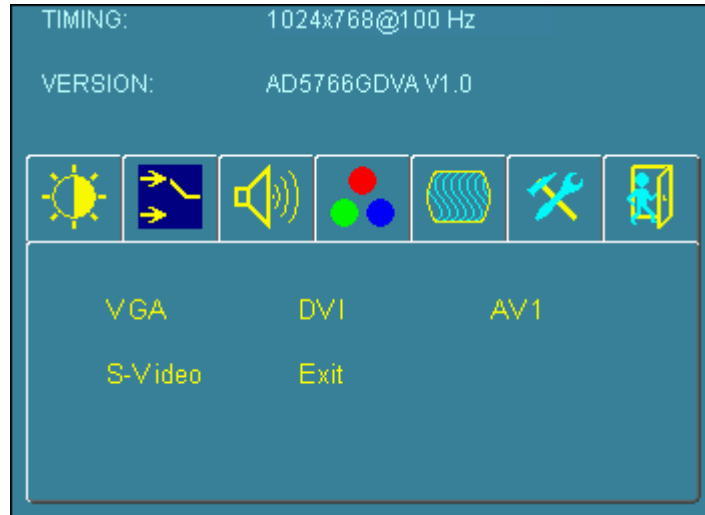 TIMING: 1024x768@100 Hz
VERSION: AD5766GDVA V1.0
VGA DVI AV1
S-Video Exit